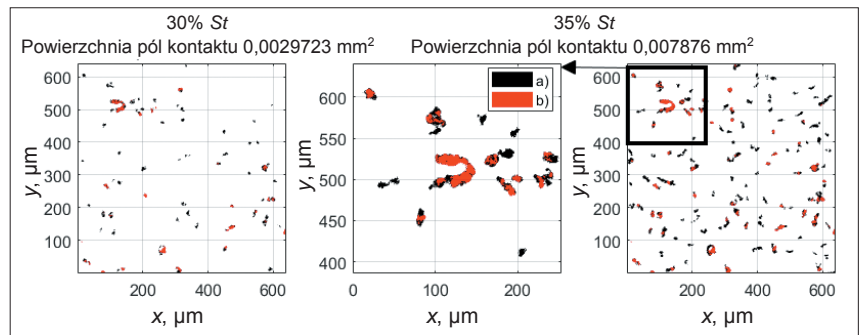 30% St
Powierzchnia pól kontaktu 0,0029723 mm²
35% St
Powierzchnia pól kontaktu 0,007876 mm²
y, µm
600
500
400
300
200
100
200
400
600
x, µm
y, µm
600
550
500
450
400
0
100
200
x, µm
a)
b)
y, µm
600
500
400
300
200
100
200
400
600
x, µm